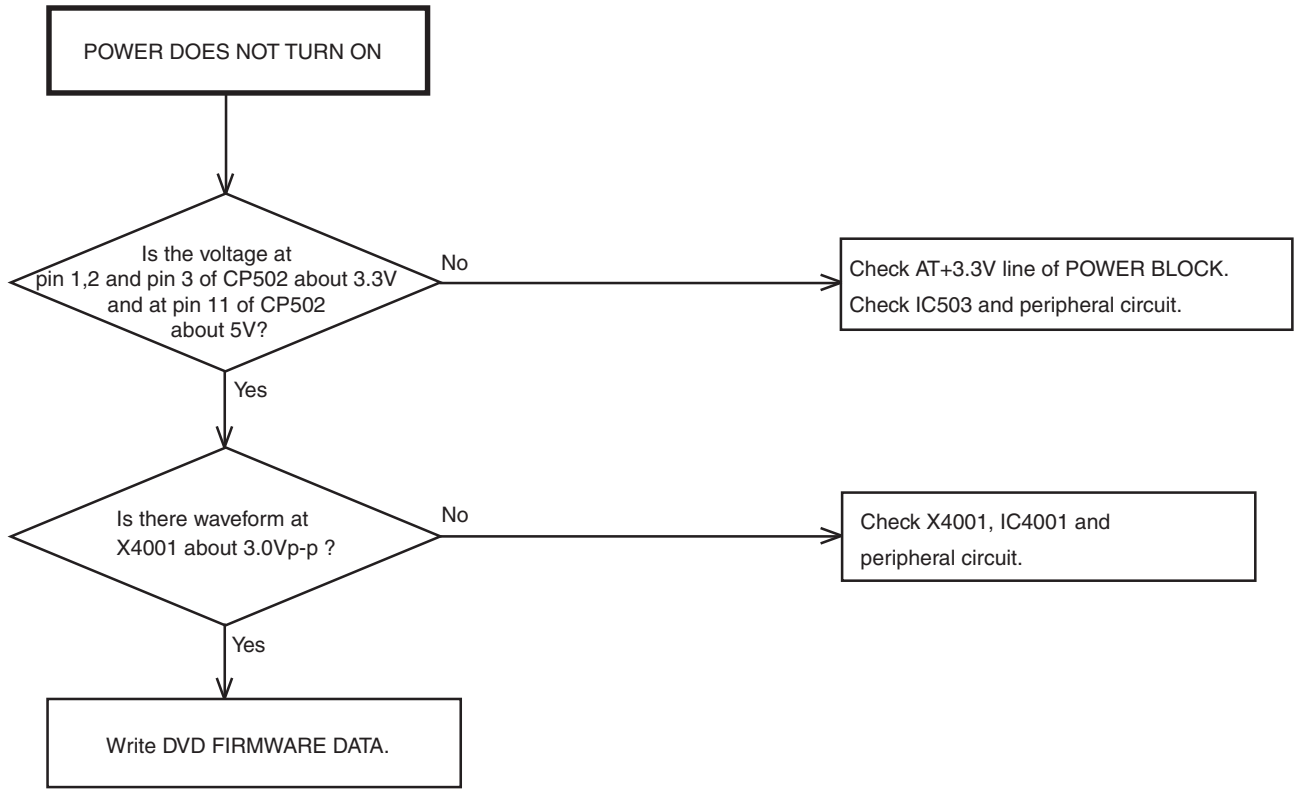 POWER DOES NOT TURN ON
Is the voltage at
pin 1,2 and pin 3 of CP502 about 3.3V
and at pin 11 of CP502
about 5V?
No
Check AT+3.3V line of POWER BLOCK.
Check IC503 and peripheral circuit.
Yes
Is there waveform at
X4001 about 3.0Vp-p ?
No
Check X4001, IC4001 and
peripheral circuit.
Yes
Write DVD FIRMWARE DATA.